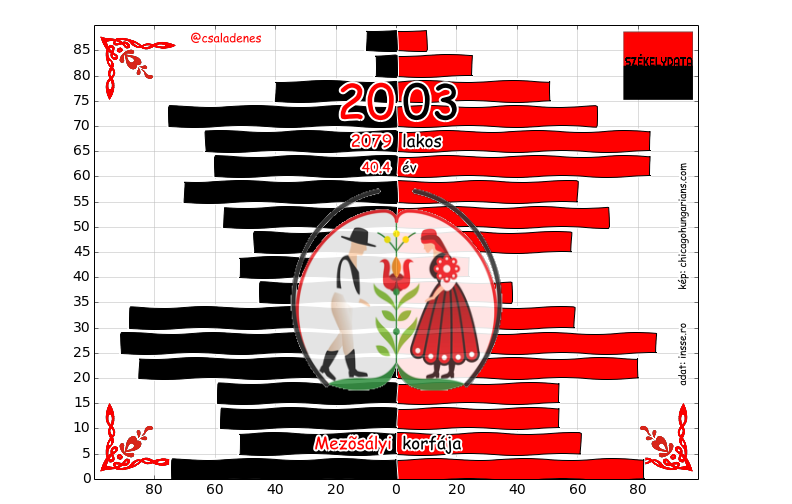 @csaladenes
SZÉKELYDATA
2003
2079 lakos
40.4 év
kép: chicagohungarians.com
adat: insse.ro
Mezősályi korfája
85
80
75
70
65
60
55
50
45
40
35
30
25
20
15
10
5
0
80 60 40 20 0 20 40 60 80